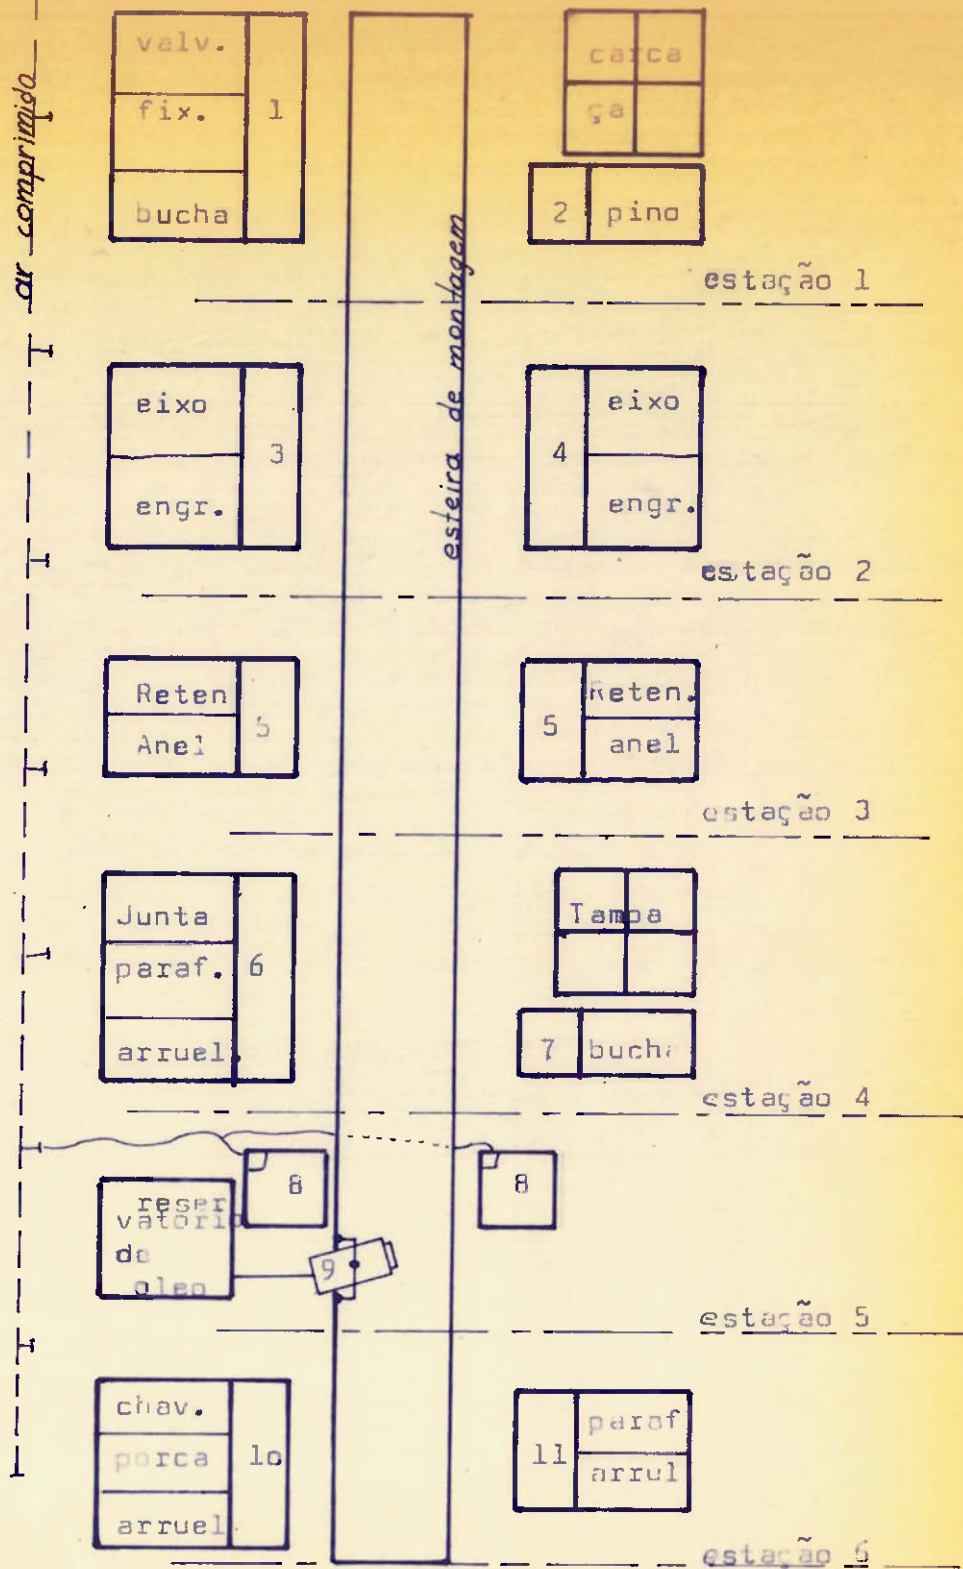 ar comprimido
valv.
fix.
1
bucha
carca
ça
2 pino
esteira de montagem
estação 1
eixo
3
engr.
eixo
4
engr.
estação 2
Reten
5
Anel
Reten.
5
anel
estação 3
Junta
paraf. 6
arruel.
Tampa
7 bucha
estação 4
8
8
reser
vatorio
de
oleo
9
estação 5
chav.
porca 1o
arruel
paraf
11
arrul
estação 6